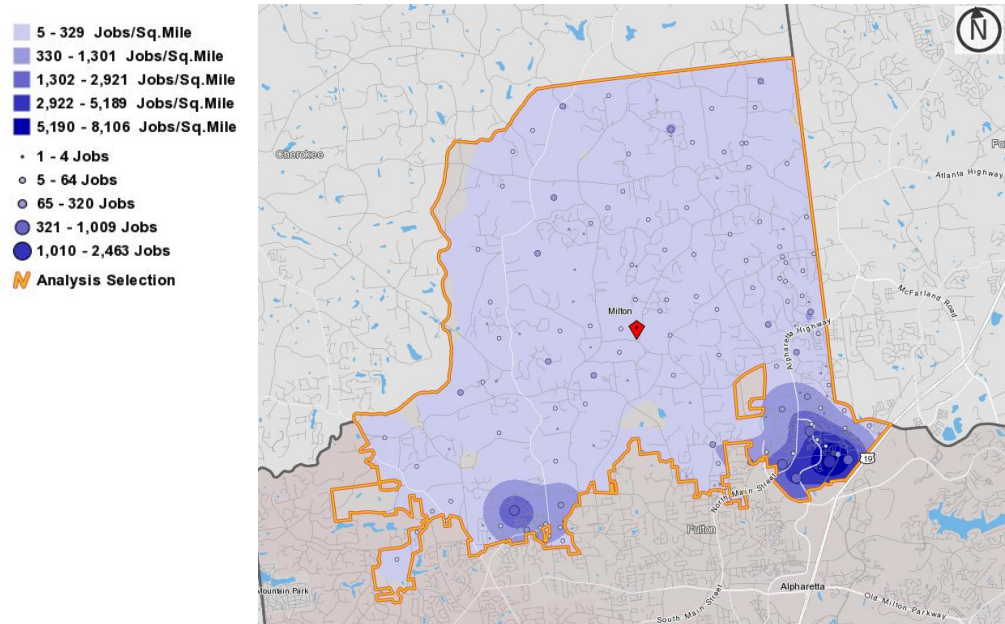 5 - 329 Jobs/Sq.Mile
330 - 1,301 Jobs/Sq.Mile
1,302 - 2,921 Jobs/Sq.Mile
2,922 - 5,189 Jobs/Sq.Mile
5,190 - 8,106 Jobs/Sq.Mile
1 - 4 Jobs
5 - 64 Jobs
65 - 320 Jobs
321 - 1,009 Jobs
1,010 - 2,463 Jobs
Analysis Selection
N
Cherokee
Fo
Atlanta Highway
McFarland Road
Milton
Alpharetta Highway
19
North Main Street
Fulton
Alpharetta
Mountain Park
Old Milton Parkway
South Main Street